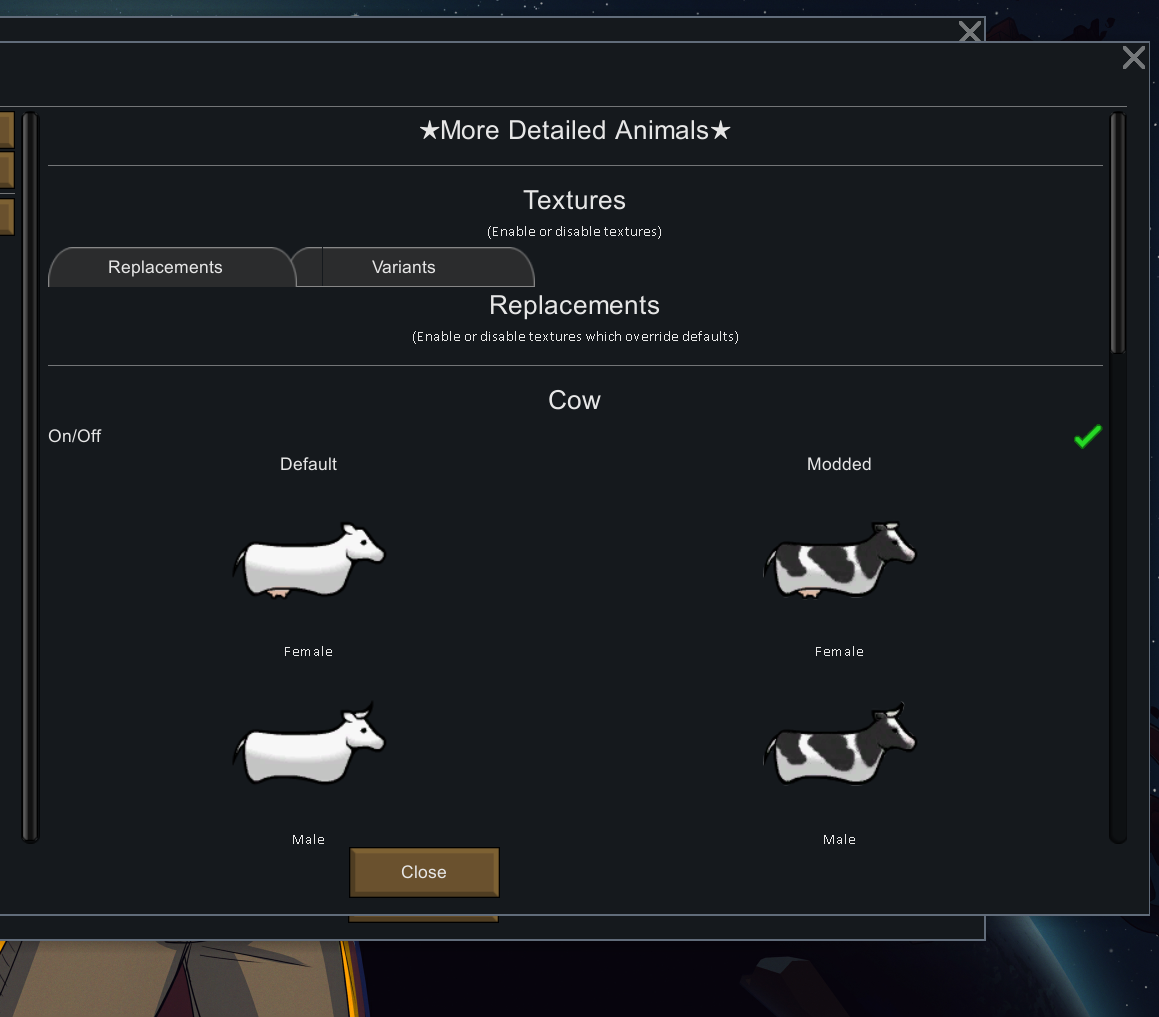 ★More Detailed Animals★
Textures
(Enable or disable textures)
Replacements Variants
Replacements
(Enable or disable textures which override defaults)
Cow
On/Off
Default Modded
Female Female
Male Male
Close